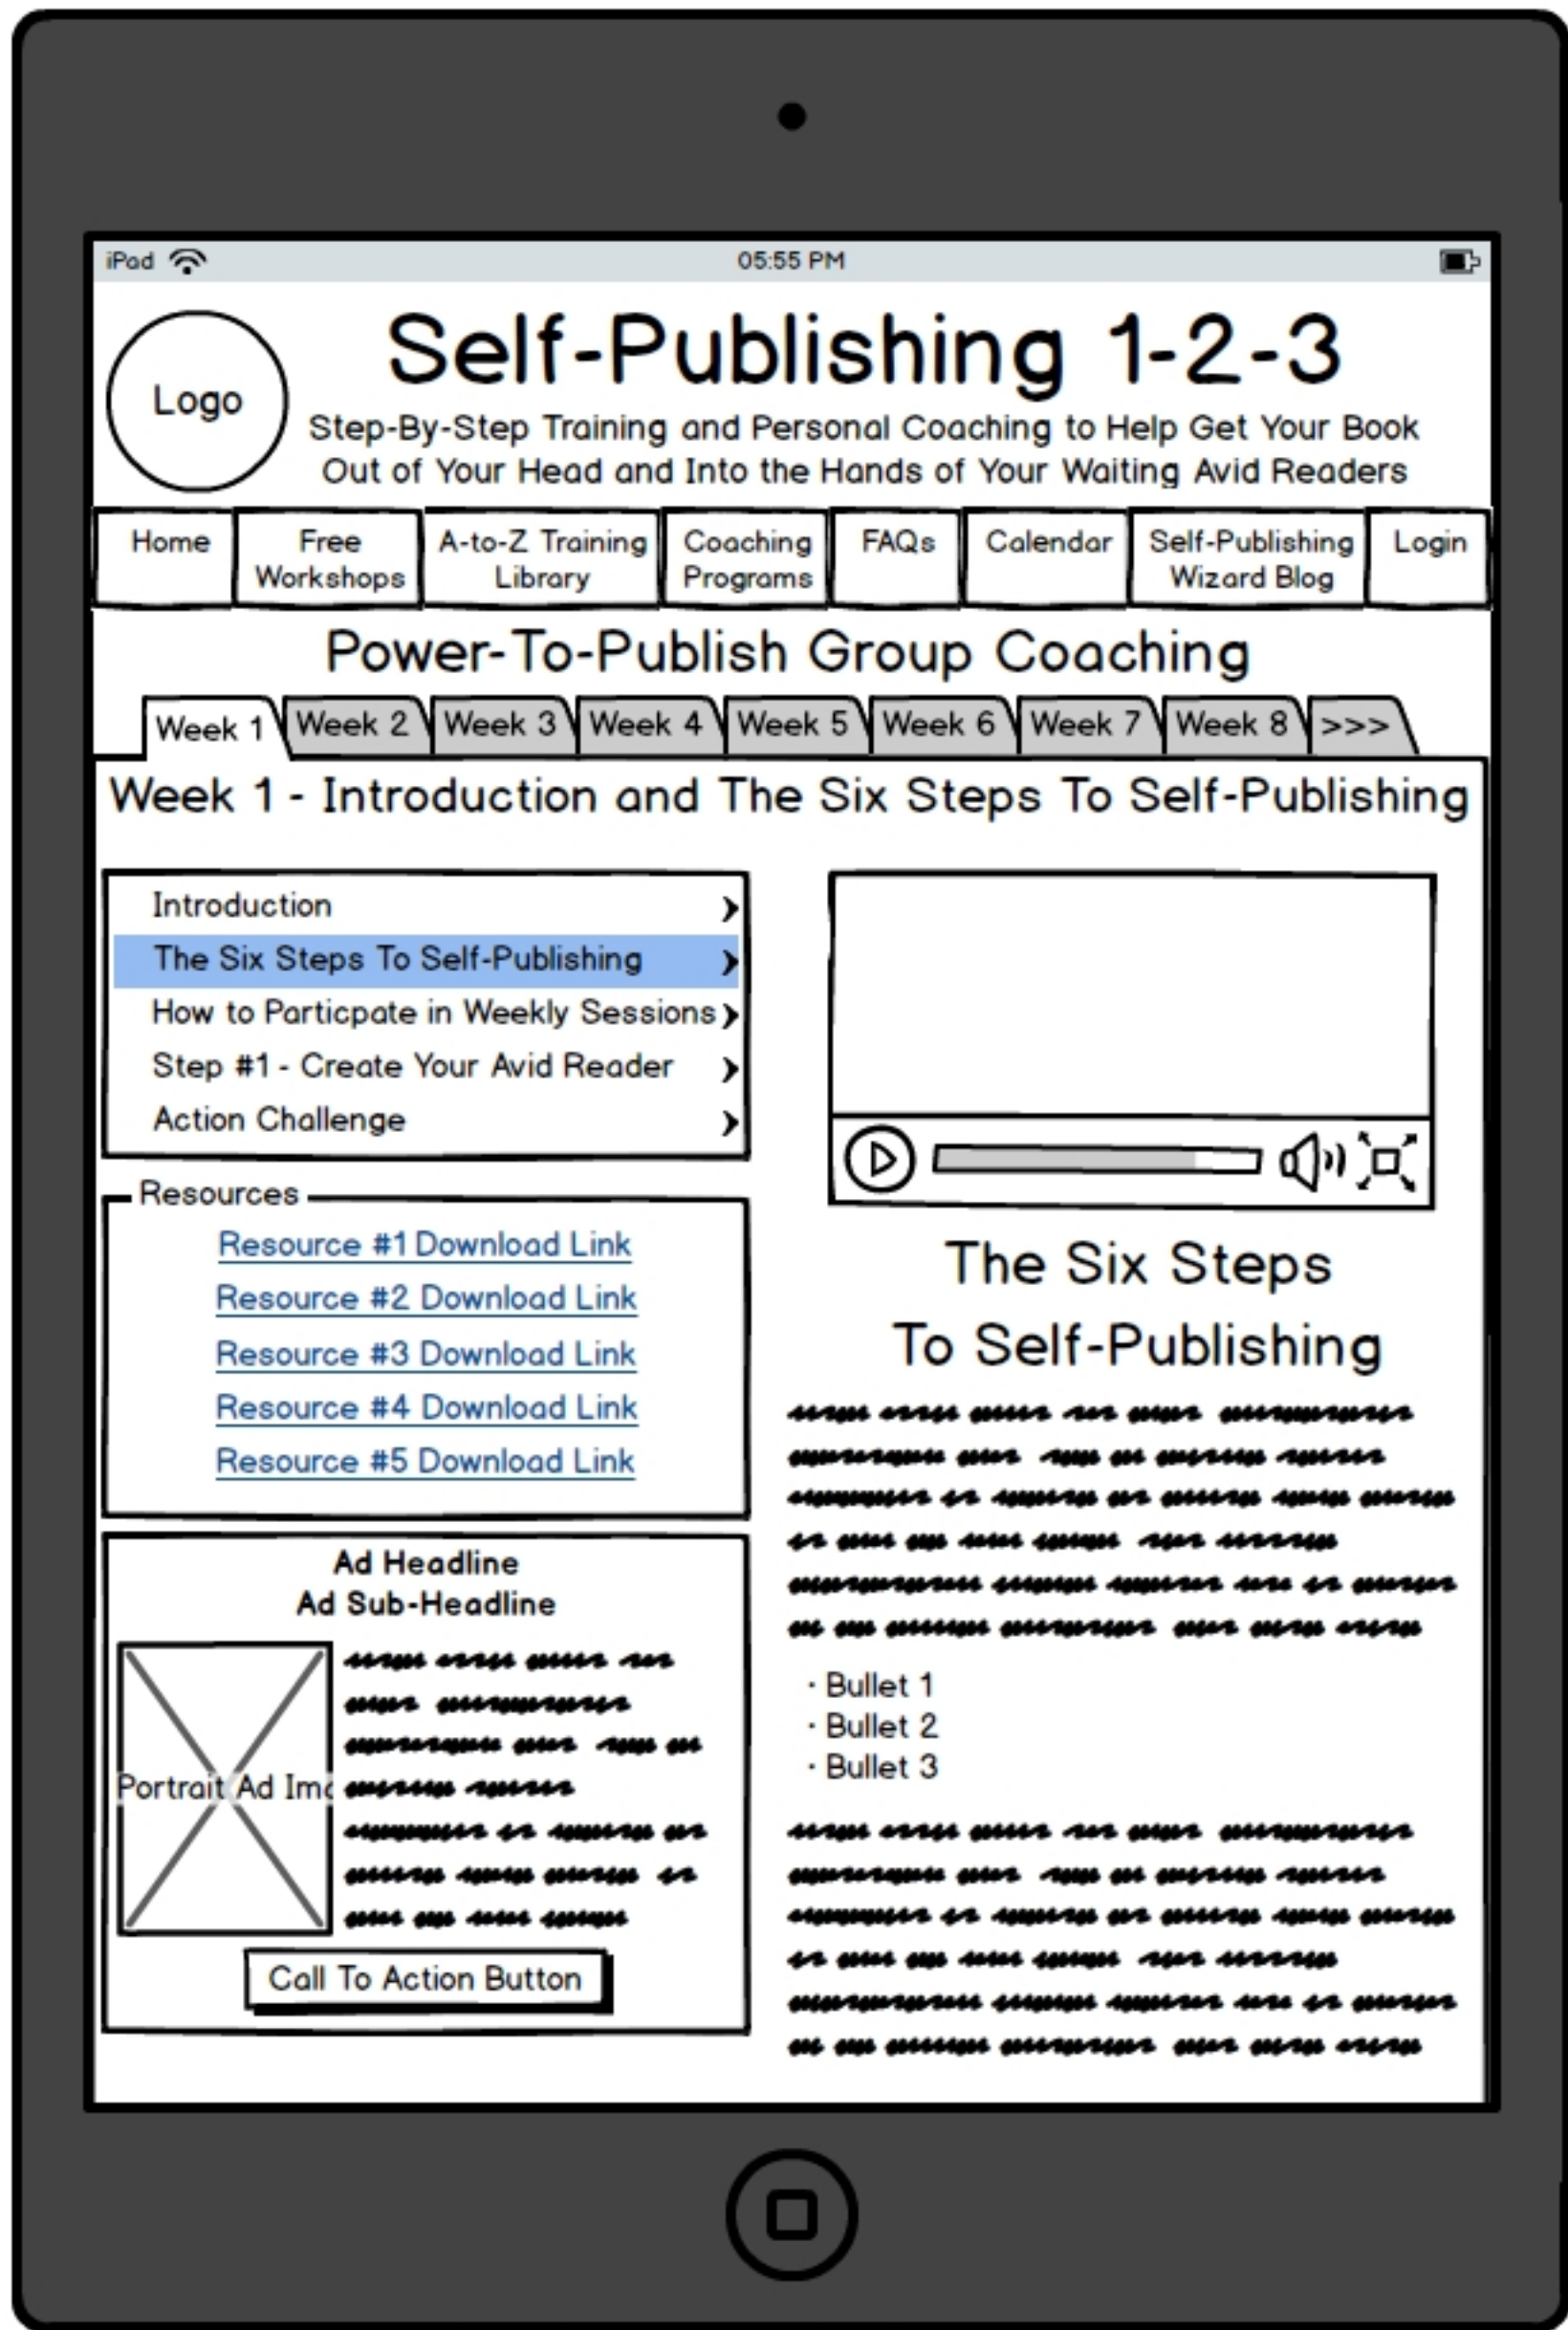 iPad
05:55 PM
Logo
Self-Publishing 1-2-3
Step-By-Step Training and Personal Coaching to Help Get Your Book
Out of Your Head and Into the Hands of Your Waiting Avid Readers
Home
Free
Workshops
A-to-Z Training
Library
Coaching
Programs
FAQs
Calendar
Self-Publishing
Wizard Blog
Login
Power-To-Publish Group Coaching
Week 1
Week 2
Week 3
Week 4
Week 5
Week 6
Week 7
Week 8
>>>
Week 1 - Introduction and The Six Steps To Self-Publishing
Introduction
The Six Steps To Self-Publishing
How to Particpate in Weekly Sessions
Step #1 - Create Your Avid Reader
Action Challenge
Resources
Resource #1 Download Link
Resource #2 Download Link
Resource #3 Download Link
Resource #4 Download Link
Resource #5 Download Link
Ad Headline
Ad Sub-Headline
Portrait Ad Ima
Call To Action Button
The Six Steps
To Self-Publishing
· Bullet 1
· Bullet 2
· Bullet 3